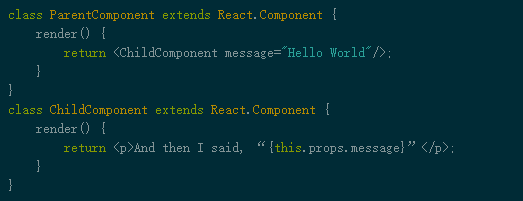 class ParentComponent extends React.Component {
    render() {
        return <ChildComponent message="Hello World"/>;
    }
}
class ChildComponent extends React.Component {
    render() {
        return <p>And then I said, “{this.props.message}”</p>;
    }
}